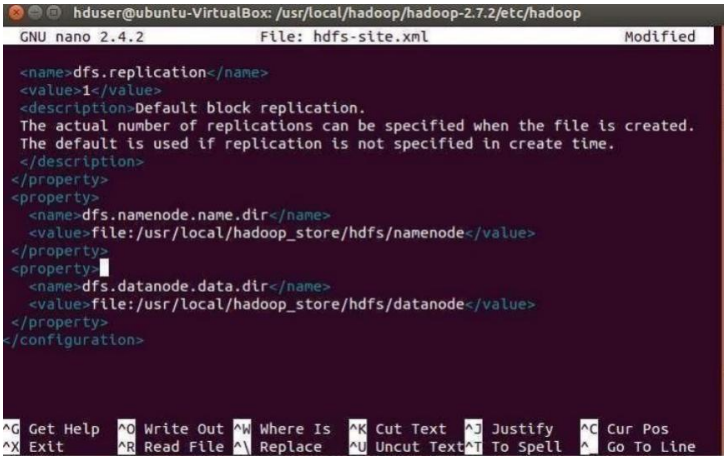 hduser@ubuntu-VirtualBox: /usr/local/hadoop/hadoop-2.7.2/etc/hadoop
GNU nano 2.4.2 File: hdfs-site.xml Modified
<name>dfs.replication</name>
<value>1</value>
<description>Default block replication.
The actual number of replications can be specified when the file is created.
The default is used if replication is not specified in create time.
</description>
</property>
<property>
<name>dfs.namenode.name.dir</name>
<value>file:/usr/local/hadoop_store/hdfs/namenode</value>
</property>
<property>
<name>dfs.datanode.data.dir</name>
<value>file:/usr/local/hadoop_store/hdfs/datanode</value>
</property>
</configuration>
^G Get Help ^O Write Out ^W Where Is ^K Cut Text ^J Justify ^C Cur Pos
^X Exit ^R Read File ^\ Replace ^U Uncut Text ^T To Spell ^_ Go To Line